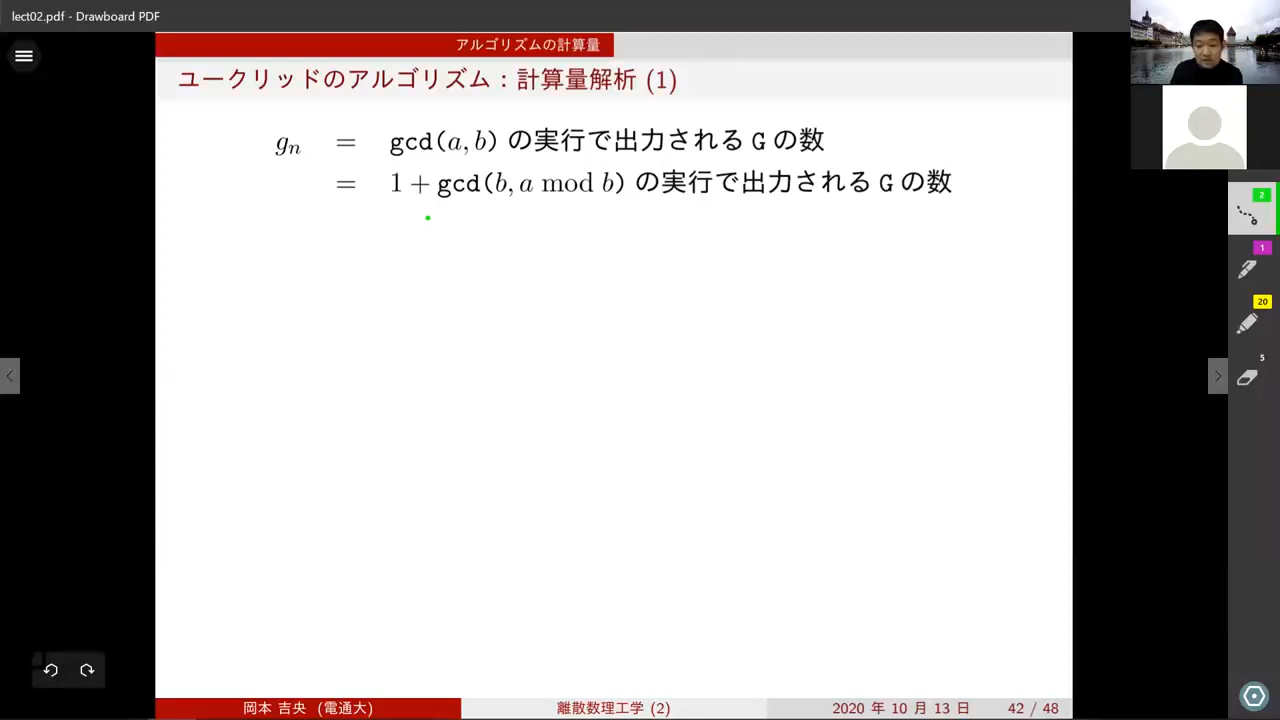 lect02.pdf - Drawboard PDF
アルゴリズムの計算量
ユークリッドのアルゴリズム：計算量解析 (1)
gₙ = gcd(a, b) の実行で出力される G の数
= 1 + gcd(b, a mod b) の実行で出力される G の数
2
1
20
5
岡本 吉央 (電通大)
離散数理工学 (2)
2020 年 10 月 13 日
42 / 48